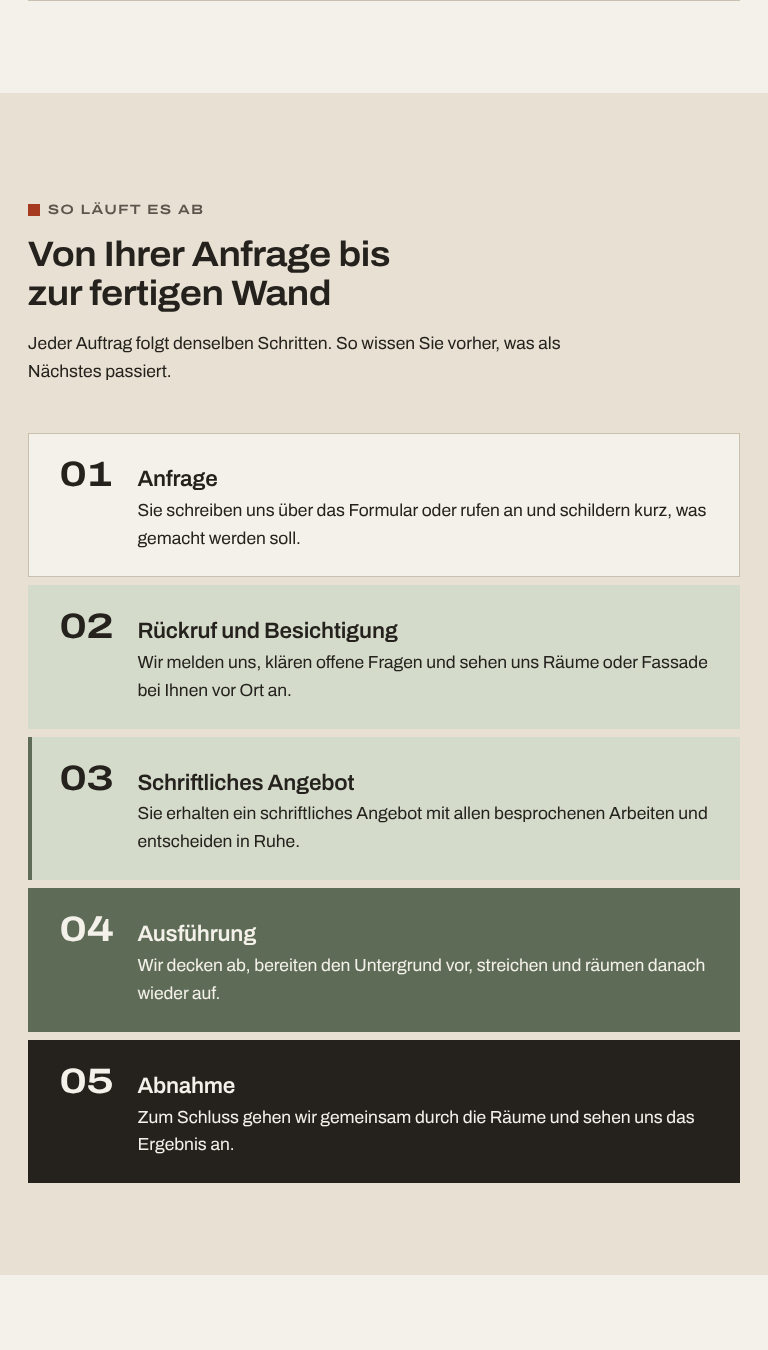 SO LÄUFT ES AB
Von Ihrer Anfrage bis
zur fertigen Wand
Jeder Auftrag folgt denselben Schritten. So wissen Sie vorher, was als
Nächstes passiert.
01
Anfrage
Sie schreiben uns über das Formular oder rufen an und schildern kurz, was
gemacht werden soll.
02
Rückruf und Besichtigung
Wir melden uns, klären offene Fragen und sehen uns Räume oder Fassade
bei Ihnen vor Ort an.
03
Schriftliches Angebot
Sie erhalten ein schriftliches Angebot mit allen besprochenen Arbeiten und
entscheiden in Ruhe.
04
Ausführung
Wir decken ab, bereiten den Untergrund vor, streichen und räumen danach
wieder auf.
05
Abnahme
Zum Schluss gehen wir gemeinsam durch die Räume und sehen uns das
Ergebnis an.